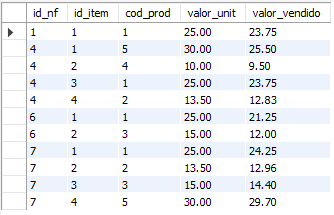 id_nf id_item cod_prod valor_unit valor_vendido
1 1 1 25.00 23.75
4 1 5 30.00 25.50
4 2 4 10.00 9.50
4 3 1 25.00 23.75
4 4 2 13.50 12.83
6 1 1 25.00 21.25
6 2 3 15.00 12.00
7 1 1 25.00 24.25
7 2 2 13.50 12.96
7 3 3 15.00 14.40
7 4 5 30.00 29.70